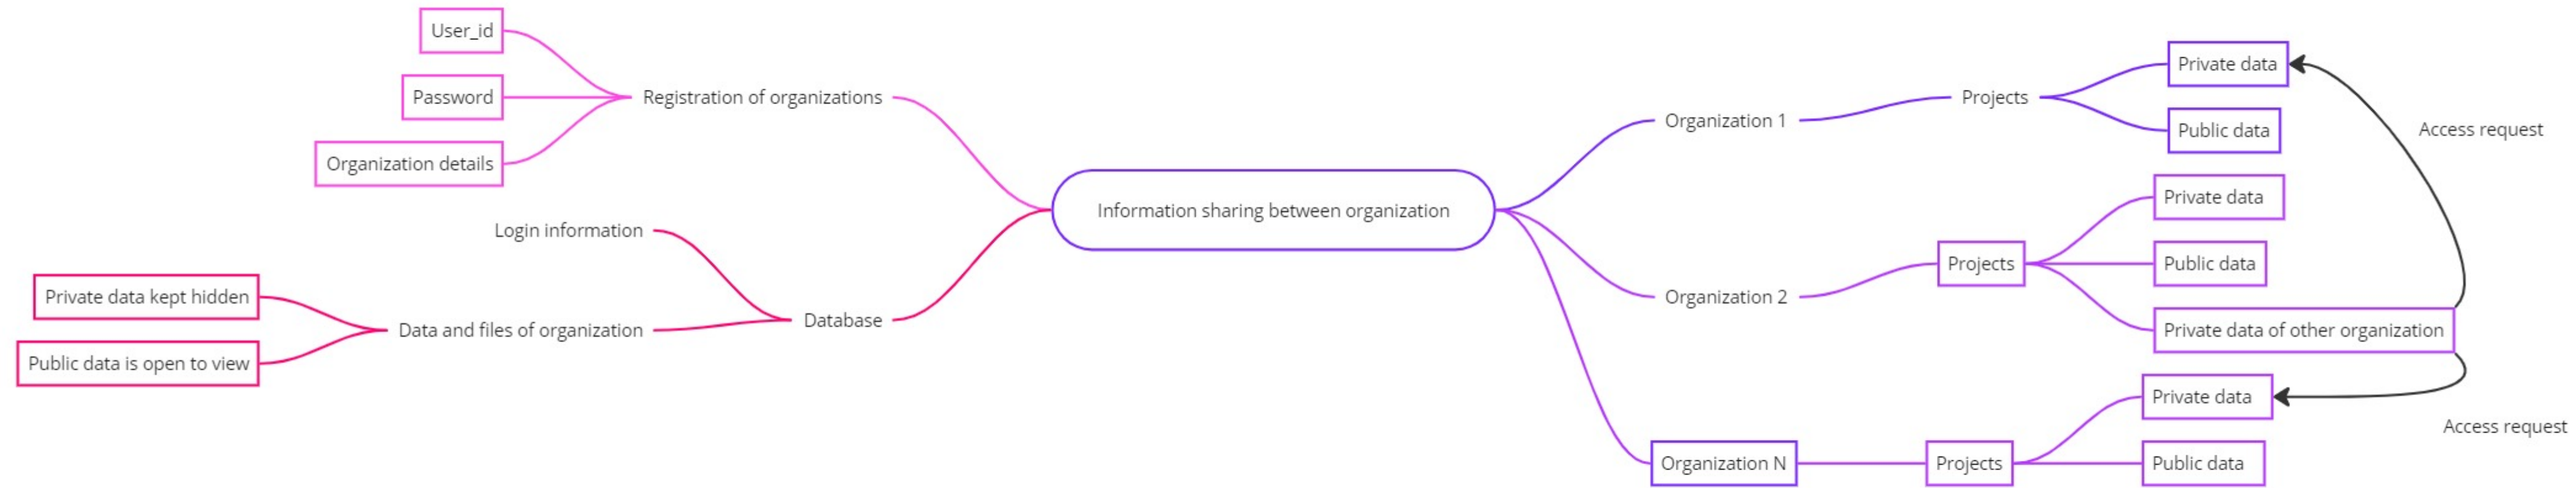 User_id
Password
Registration of organizations
Organization details
Login information
Private data kept hidden
Data and files of organization
Public data is open to view
Database
Information sharing between organization
Organization 1
Projects
Private data
Public data
Access request
Organization 2
Projects
Private data
Public data
Private data of other organization
Organization N
Projects
Private data
Public data
Access request